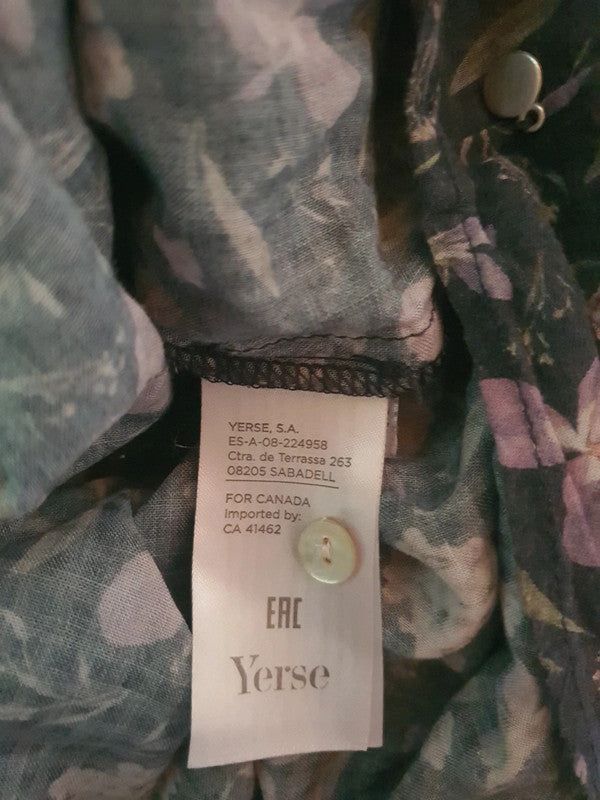 YERSE, S.A.
ES-A-08-224958
Ctra. de Terrassa 263
08205 SABADELL
FOR CANADA
Imported by:
CA 41462
EAC
Yerse